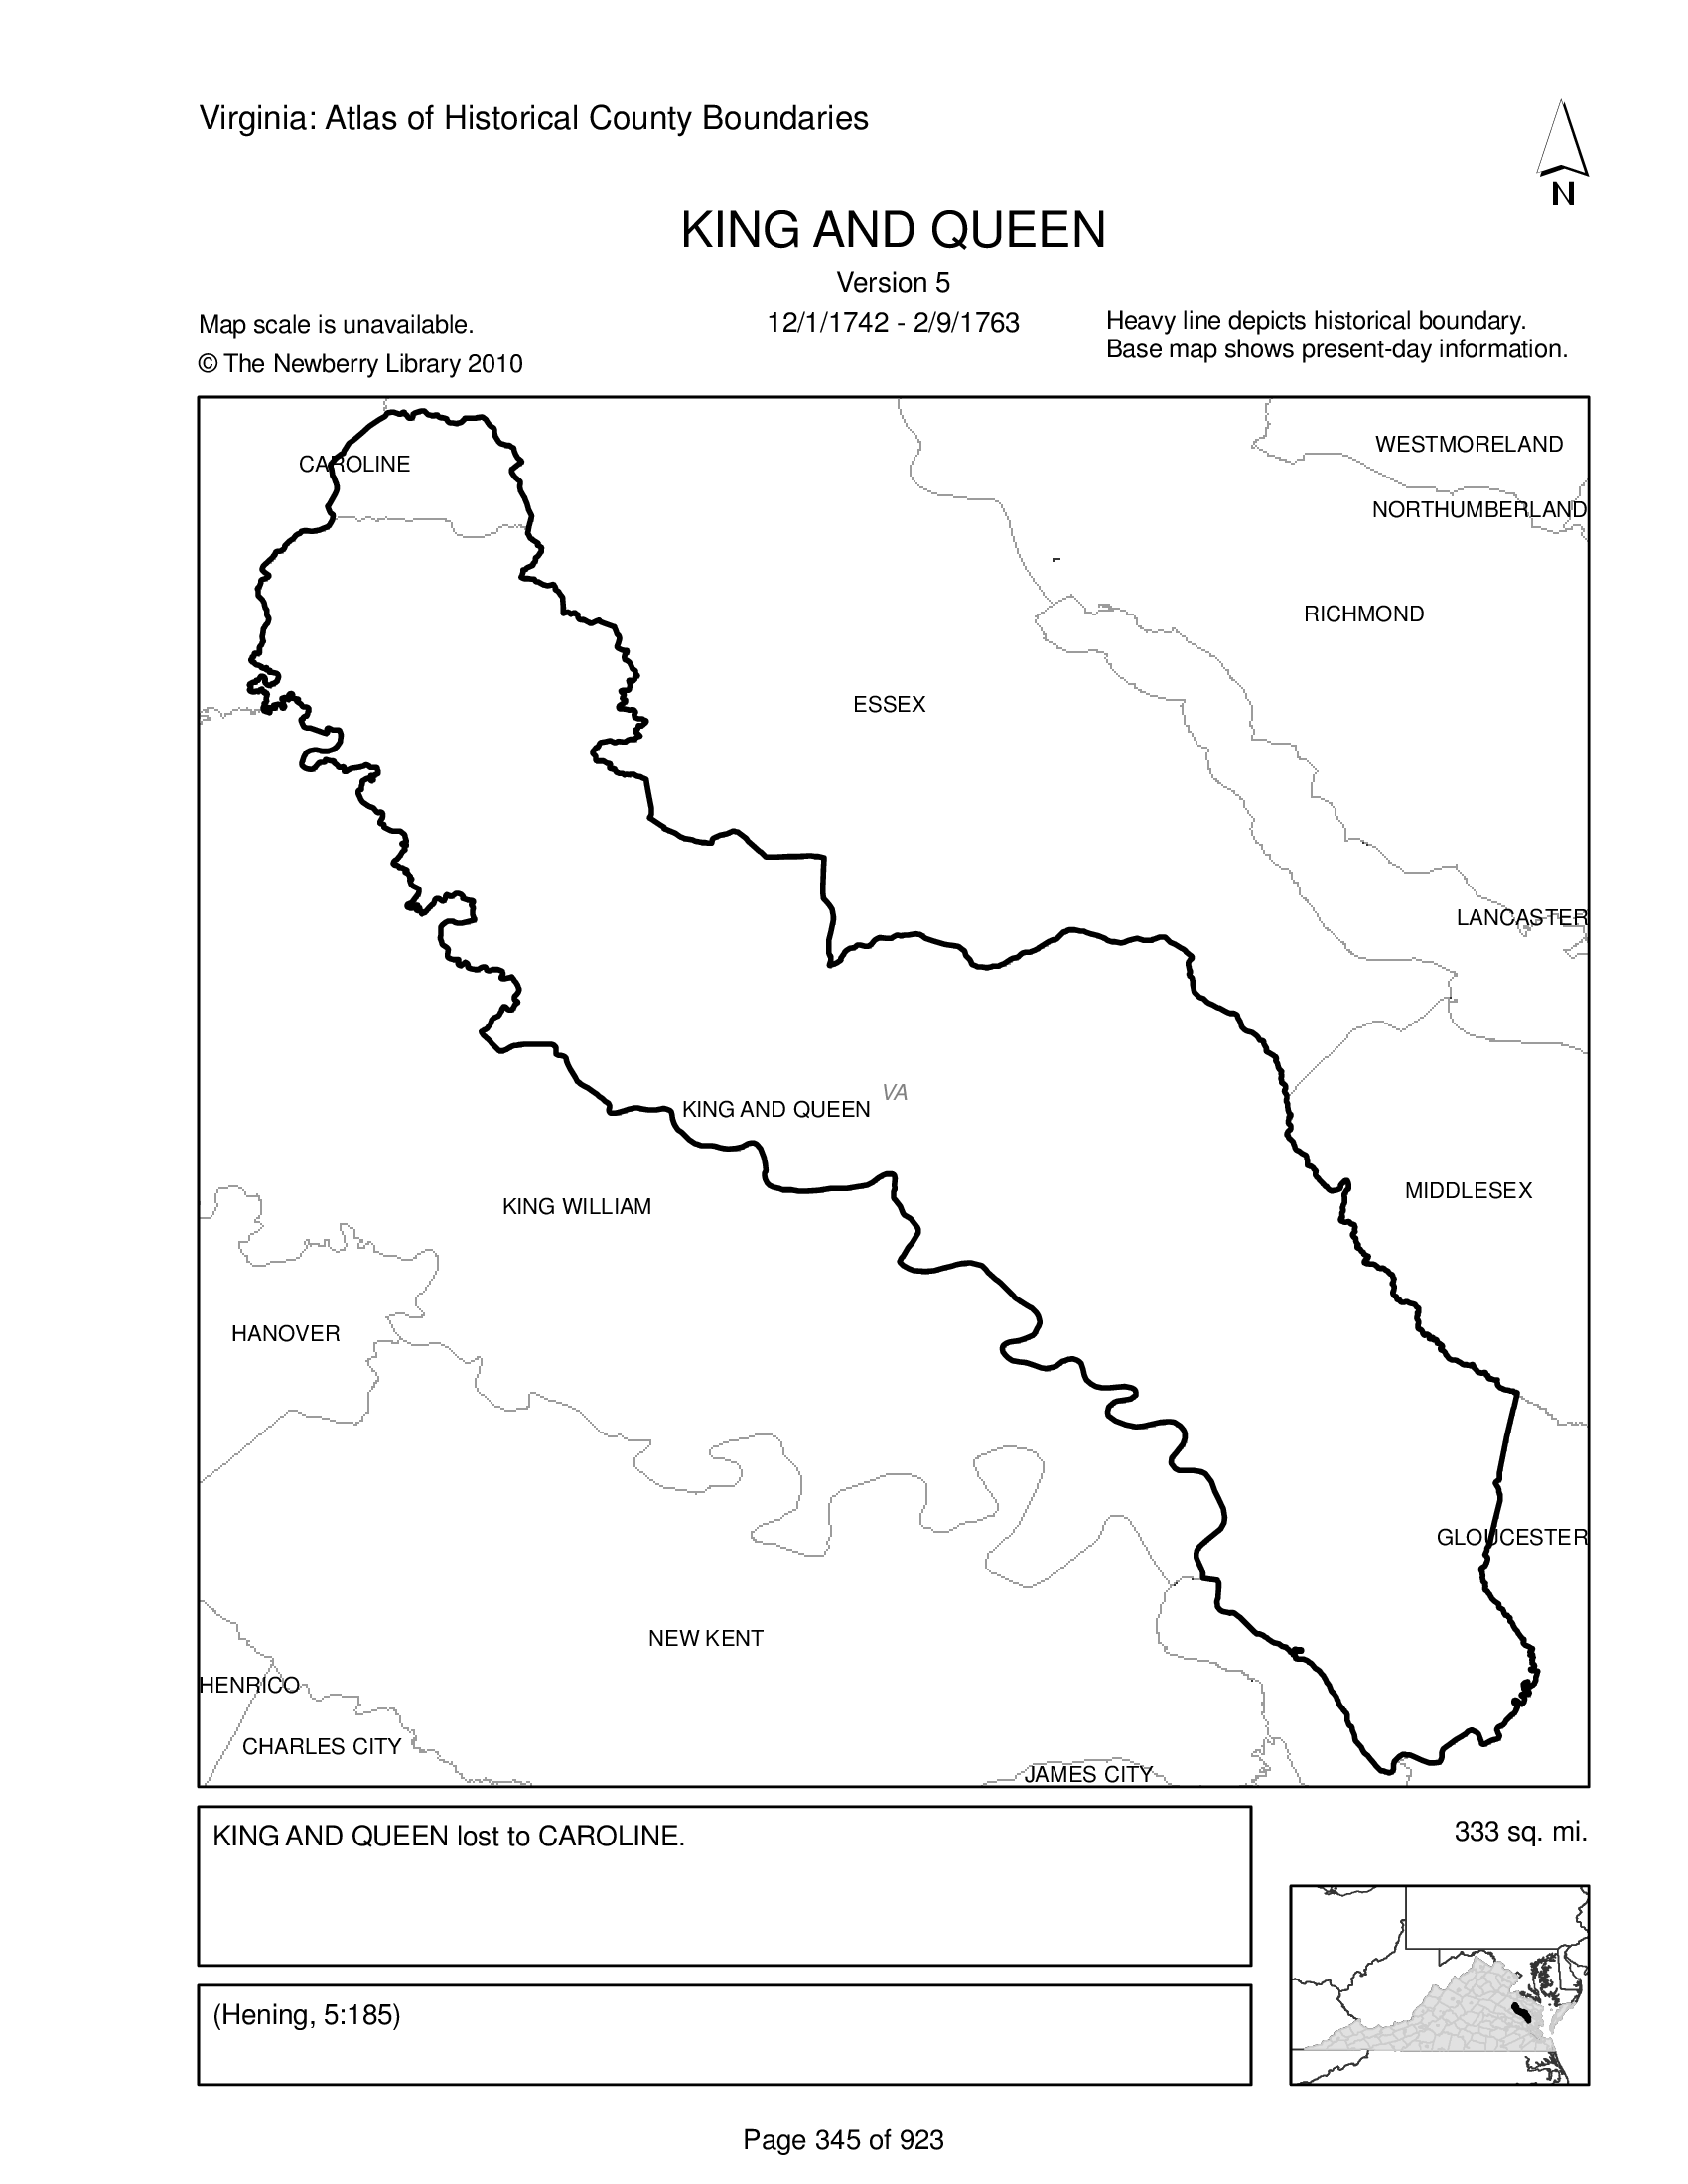 Virginia: Atlas of Historical County Boundaries
N
KING AND QUEEN
Version 5
12/1/1742 - 2/9/1763
Map scale is unavailable.
© The Newberry Library 2010
Heavy line depicts historical boundary.
Base map shows present-day information.
WESTMORELAND
CAROLINE
NORTHUMBERLAND
RICHMOND
ESSEX
LANCASTER
VA
KING AND QUEEN
MIDDLESEX
KING WILLIAM
HANOVER
GLOUCESTER
NEW KENT
HENRICO
CHARLES CITY
JAMES CITY
KING AND QUEEN lost to CAROLINE.
333 sq. mi.
(Hening, 5:185)
Page 345 of 923